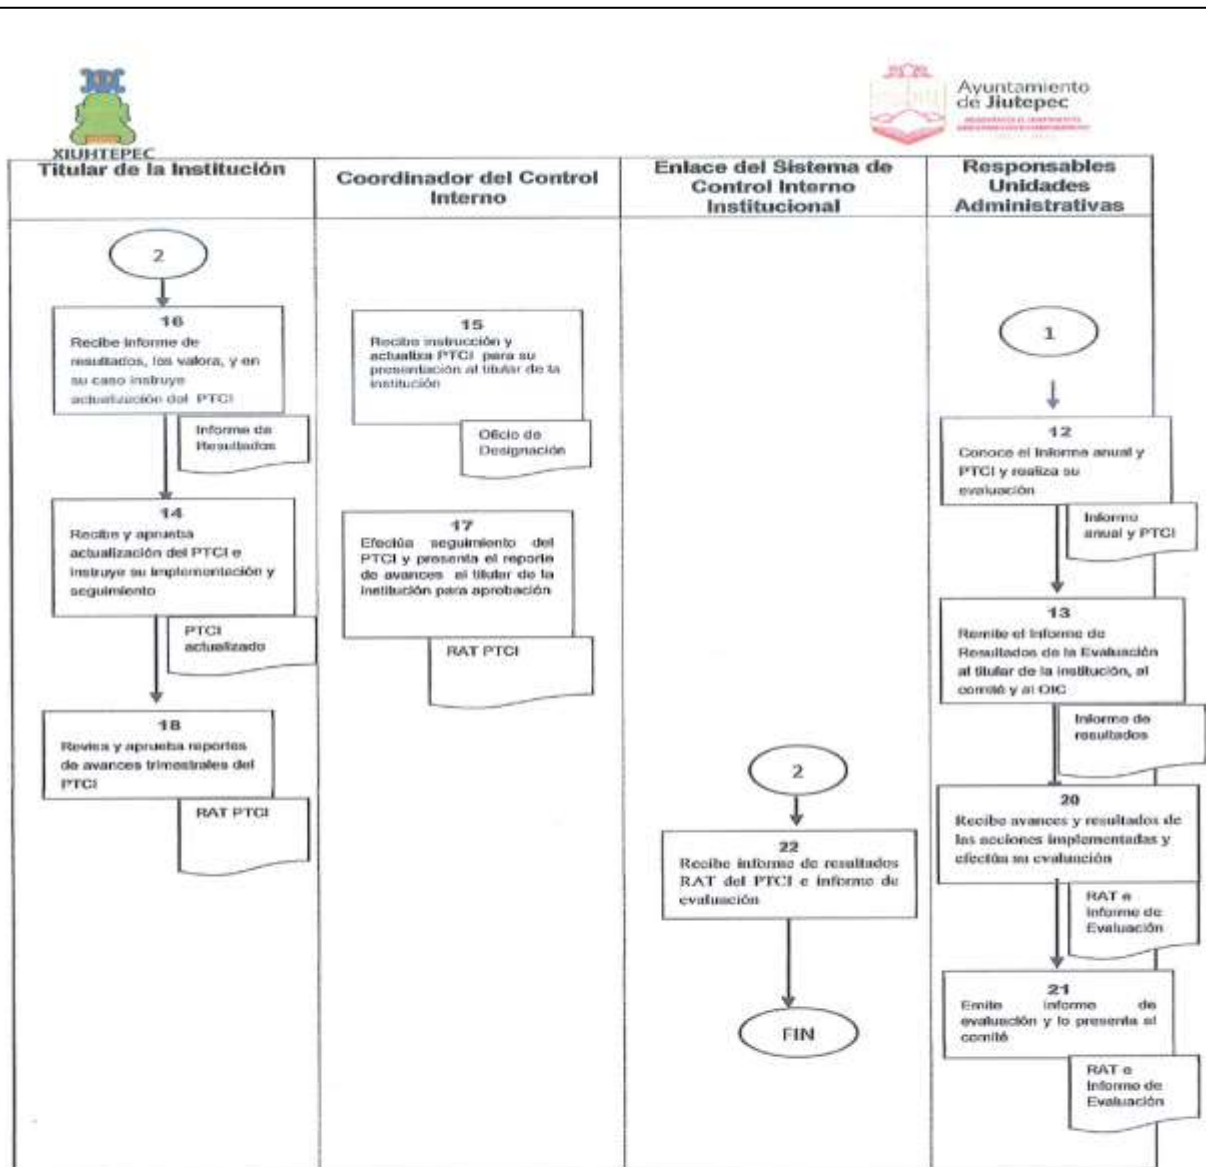 XIUHTEPEC
Ayuntamiento
de Jiutepec
Titular de la Institución
Coordinador del Control
Interno
Enlace del Sistema de
Control Interno
Institucional
Responsables
Unidades
Administrativas
2
16
Recibe informe de
resultados, los valora, y en
su caso instruye
actualización del PTCI
Informe de
Resultados
14
Recibe y aprueba
actualización del PTCI e
instruye su implementación y
seguimiento
PTCI
actualizado
18
Revisa y aprueba reportes
de avances trimestrales del
PTCI
RAT PTCI
15
Recibe instrucción y
actualiza PTCI para su
presentación al titular de la
institución
Oficio de
Designación
17
Efectúa seguimiento del
PTCI y presenta el reporte
de avances al titular de la
institución para aprobación
RAT PTCI
2
22
Recibe informe de resultados
RAT del PTCI e informe de
evaluación
FIN
1
12
Conoce el Informe anual y
PTCI y realiza su
evaluación
Informe
anual y PTCI
13
Remite el Informe de
Resultados de la Evaluación
al titular de la institución, al
comité y al OIC
Informe de
resultados
20
Recibe avances y resultados de
las acciones implementadas y
efectúa su evaluación
RAT e
Informe de
Evaluación
21
Emite informe de
evaluación y lo presenta al
comité
RAT e
Informe de
Evaluación